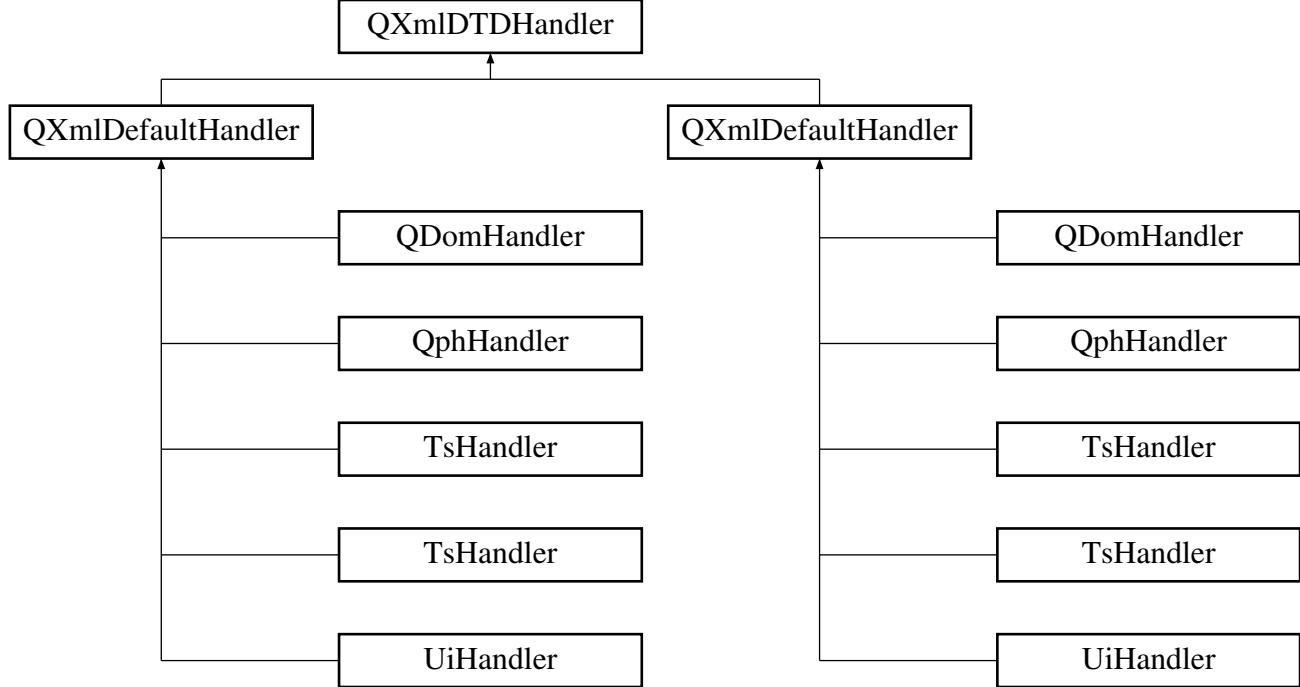 QXmlDTDHandler
QXmlDefaultHandler
QXmlDefaultHandler
QDomHandler
QDomHandler
QphHandler
QphHandler
TsHandler
TsHandler
TsHandler
TsHandler
UiHandler
UiHandler